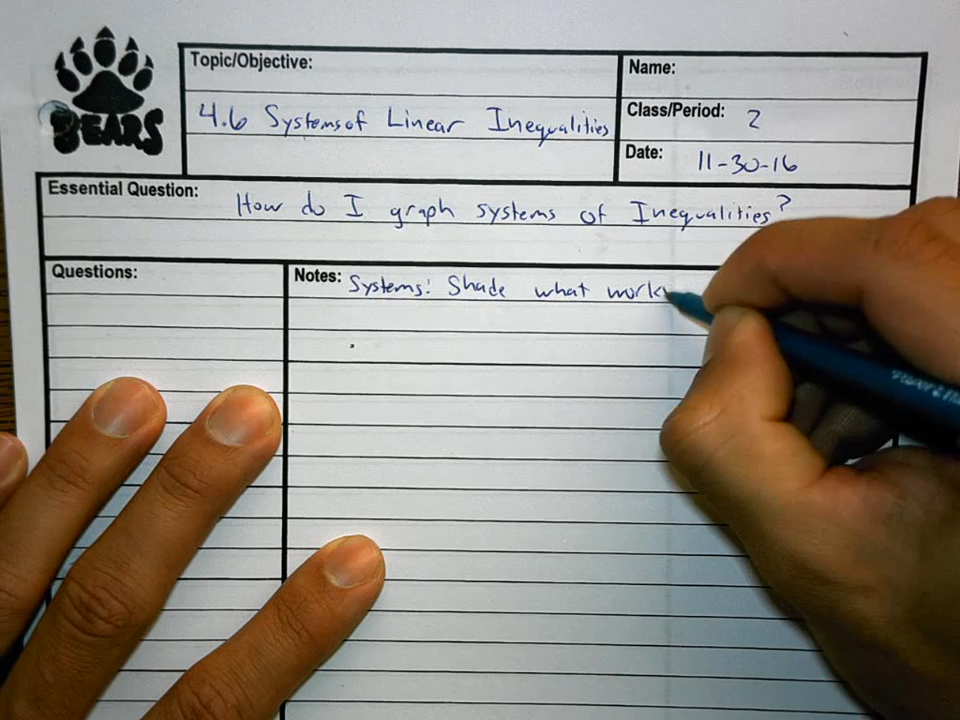 BEARS
Topic/Objective:
4.6 Systems of Linear Inequalities
Name:
Class/Period: 2
Date: 11-30-16
Essential Question: How do I graph systems of Inequalities?
Questions:
Notes: Systems: Shade what work